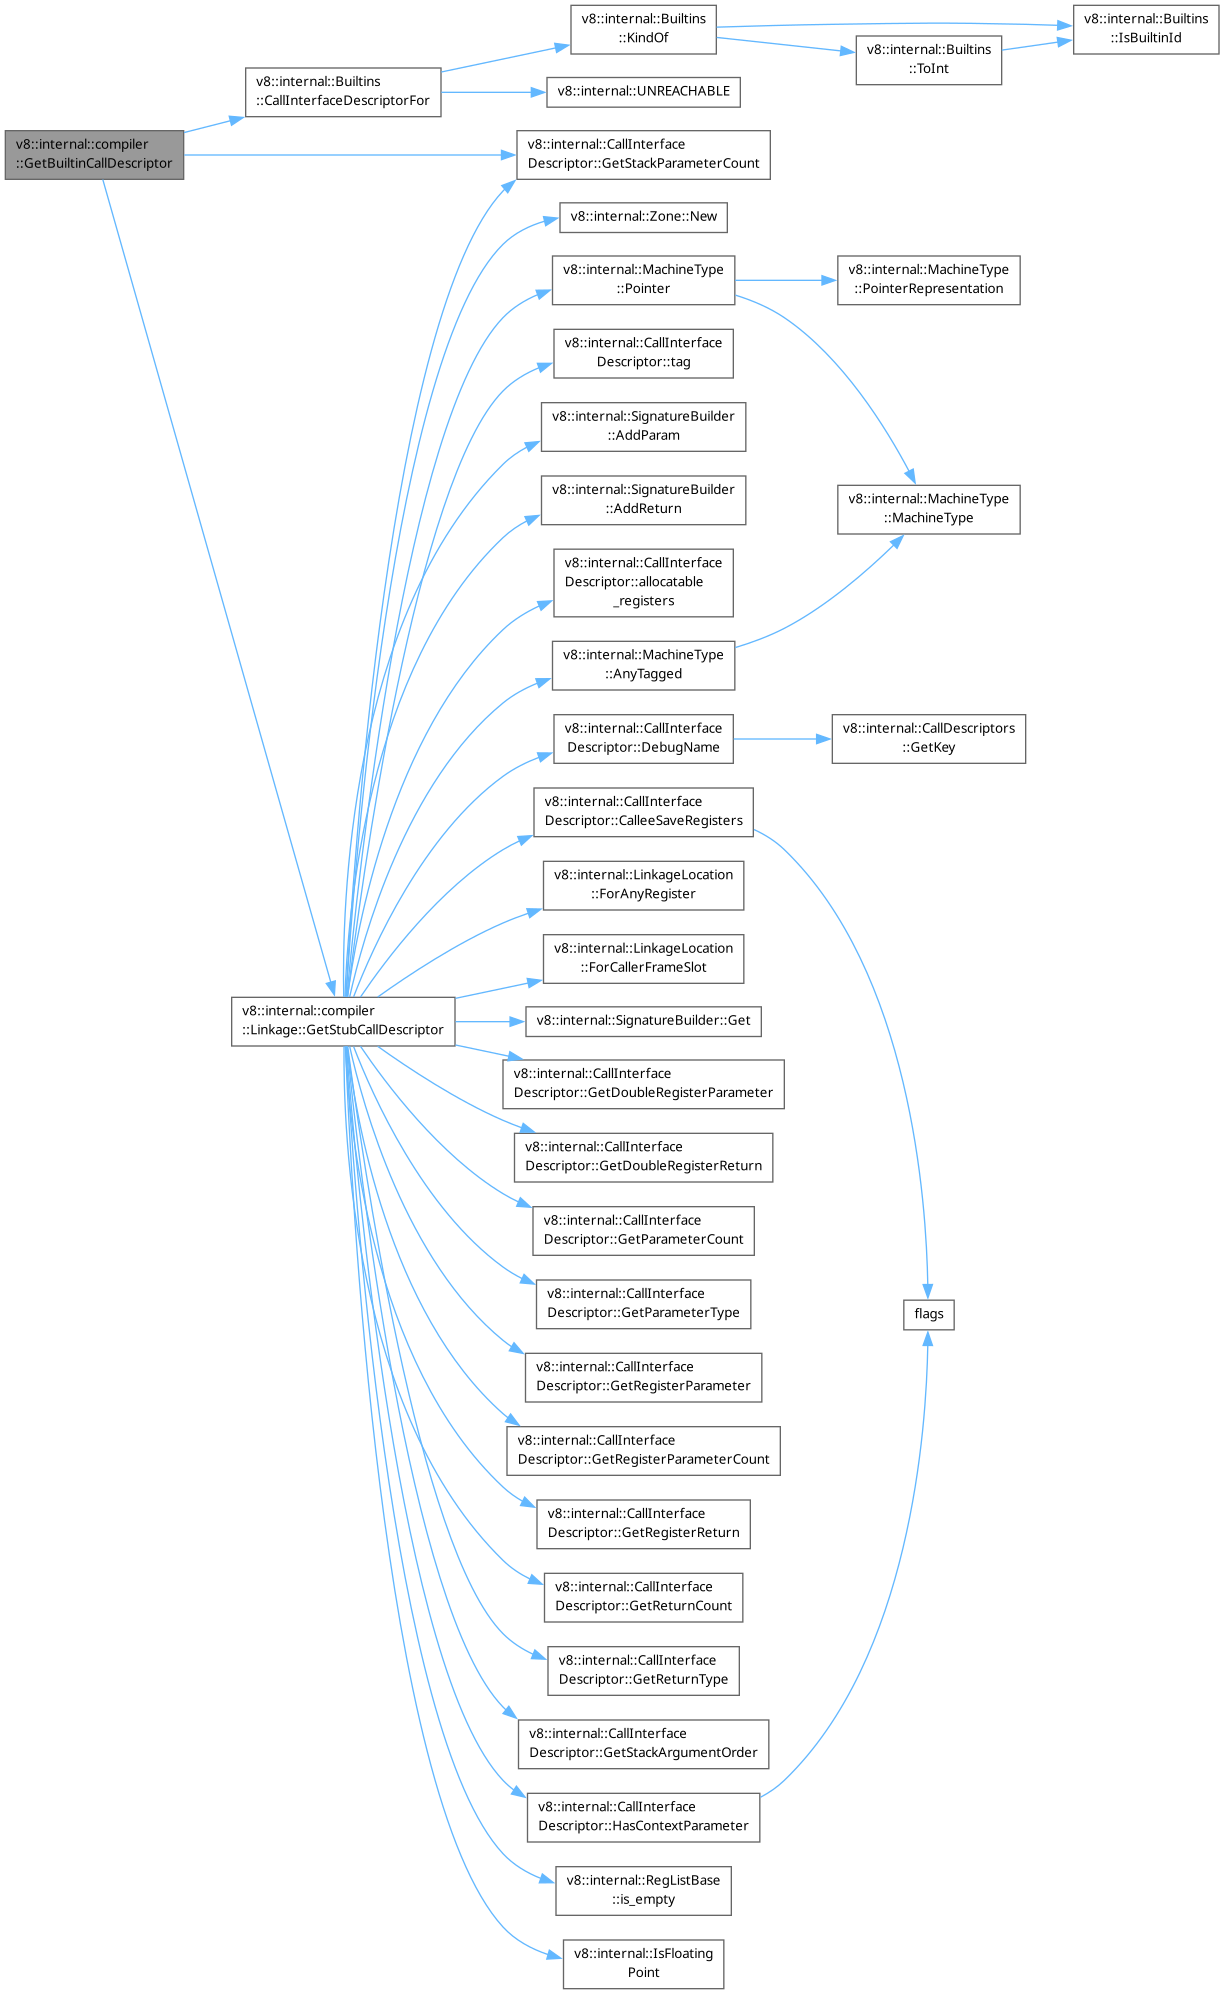 v8::internal::Builtins
::KindOf
v8::internal::Builtins
::IsBuiltinId
v8::internal::Builtins
::ToInt
v8::internal::Builtins
::CallInterfaceDescriptorFor
v8::internal::UNREACHABLE
v8::internal::compiler
::GetBuiltinCallDescriptor
v8::internal::CallInterface
Descriptor::GetStackParameterCount
v8::internal::Zone::New
v8::internal::MachineType
::Pointer
v8::internal::MachineType
::PointerRepresentation
v8::internal::CallInterface
Descriptor::tag
v8::internal::SignatureBuilder
::AddParam
v8::internal::SignatureBuilder
::AddReturn
v8::internal::MachineType
::MachineType
v8::internal::CallInterface
Descriptor::allocatable
_registers
v8::internal::MachineType
::AnyTagged
v8::internal::CallInterface
Descriptor::DebugName
v8::internal::CallDescriptors
::GetKey
v8::internal::CallInterface
Descriptor::CalleeSaveRegisters
v8::internal::LinkageLocation
::ForAnyRegister
v8::internal::LinkageLocation
::ForCallerFrameSlot
v8::internal::compiler
::Linkage::GetStubCallDescriptor
v8::internal::SignatureBuilder::Get
v8::internal::CallInterface
Descriptor::GetDoubleRegisterParameter
v8::internal::CallInterface
Descriptor::GetDoubleRegisterReturn
v8::internal::CallInterface
Descriptor::GetParameterCount
v8::internal::CallInterface
Descriptor::GetParameterType
flags
v8::internal::CallInterface
Descriptor::GetRegisterParameter
v8::internal::CallInterface
Descriptor::GetRegisterParameterCount
v8::internal::CallInterface
Descriptor::GetRegisterReturn
v8::internal::CallInterface
Descriptor::GetReturnCount
v8::internal::CallInterface
Descriptor::GetReturnType
v8::internal::CallInterface
Descriptor::GetStackArgumentOrder
v8::internal::CallInterface
Descriptor::HasContextParameter
v8::internal::RegListBase
::is_empty
v8::internal::IsFloating
Point